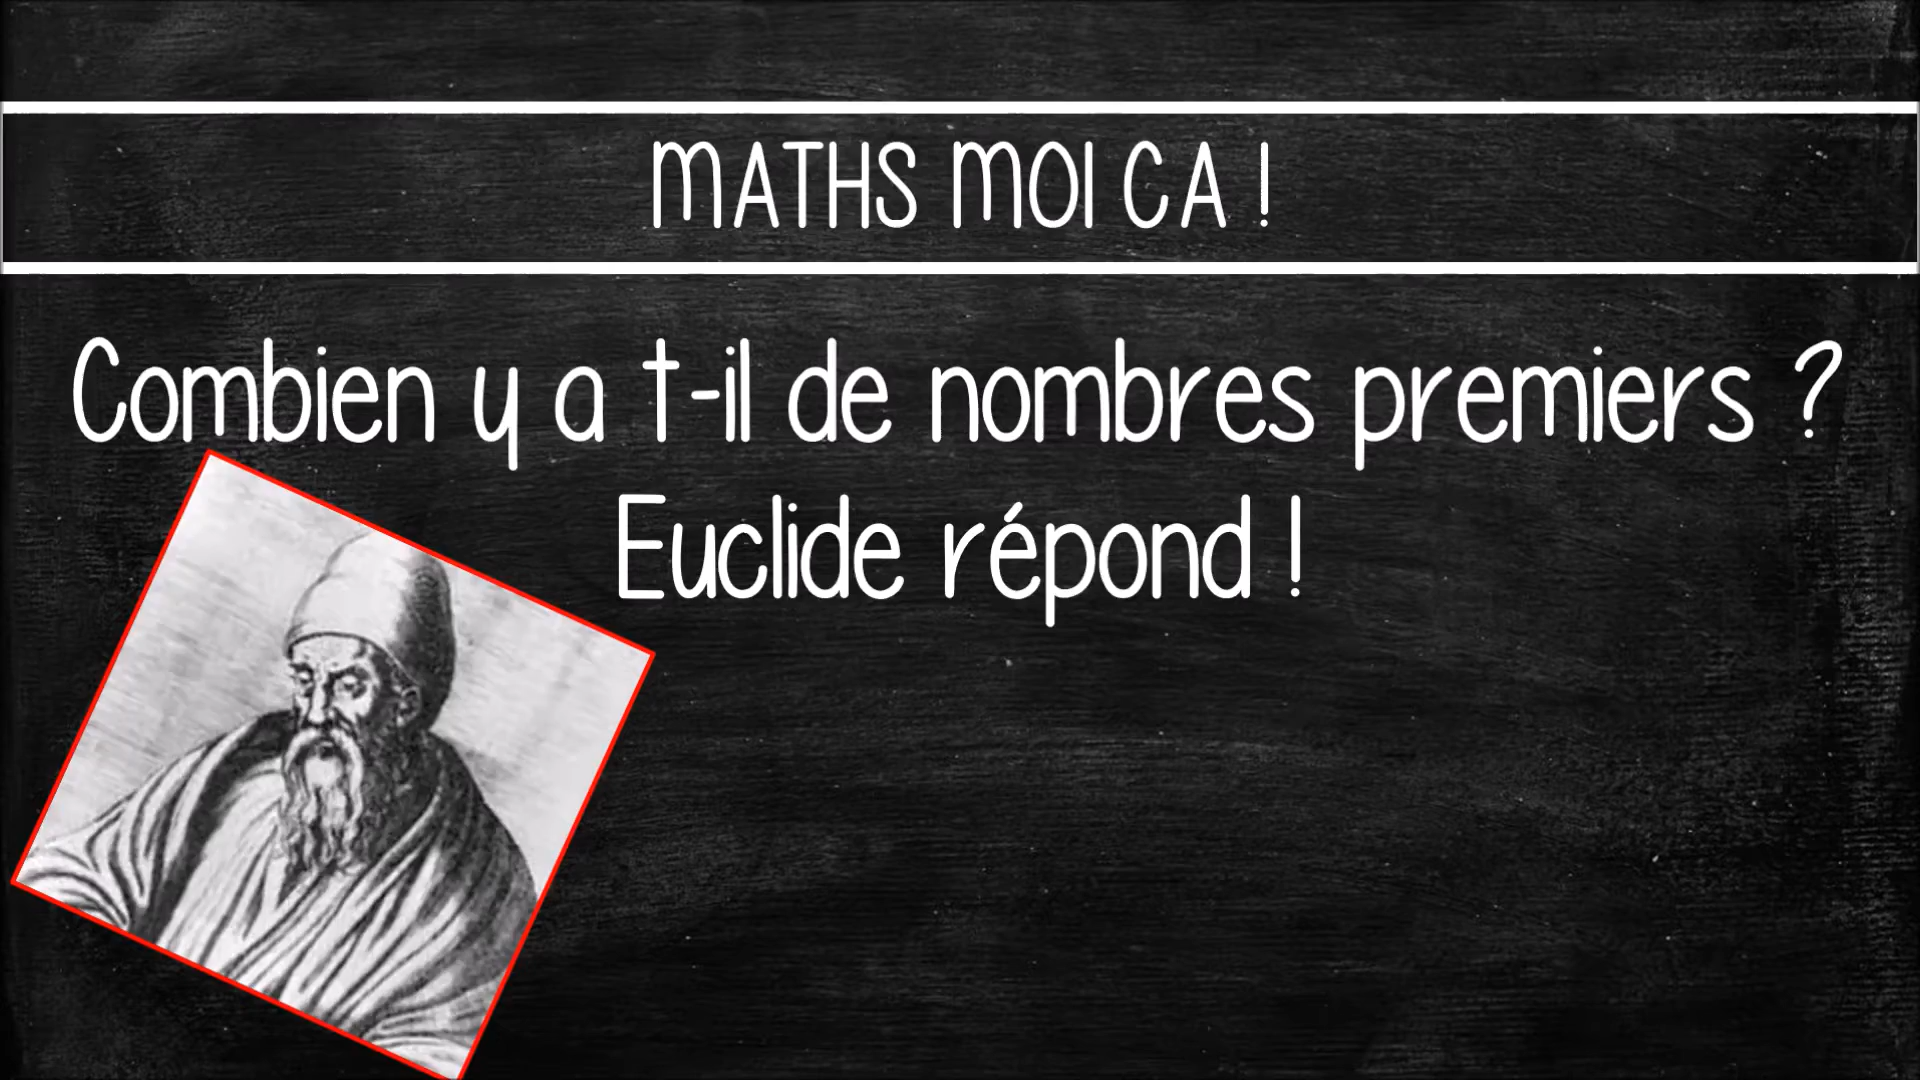 MATHS MOI CA !
Combien y a t-il de nombres premiers ?
Euclide répond !